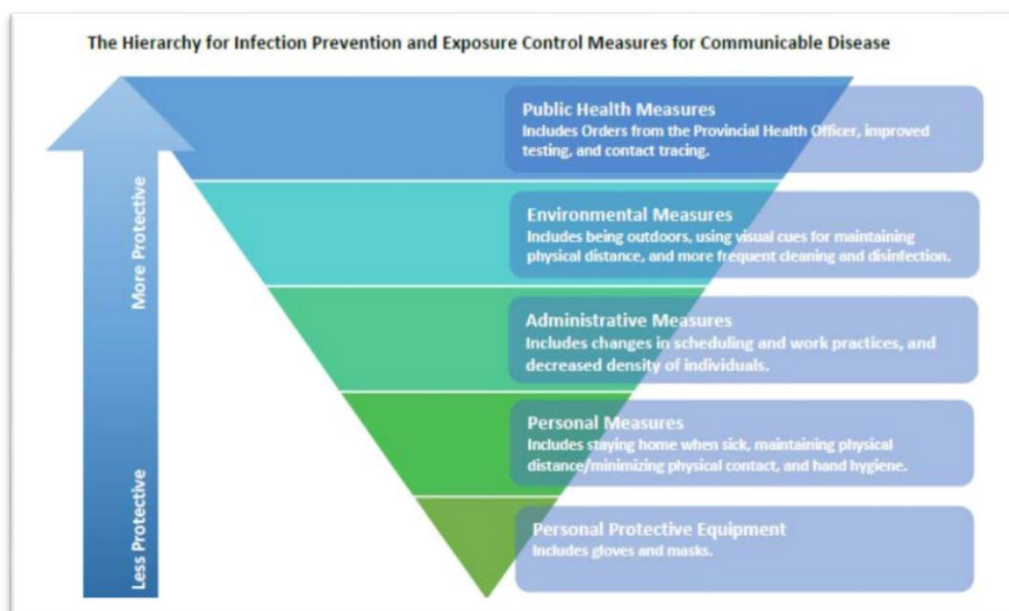 The Hierarchy for Infection Prevention and Exposure Control Measures for Communicable Disease
More Protective
Less Protective
Public Health Measures
Includes Orders from the Provincial Health Officer, improved
testing, and contact tracing.
Environmental Measures
Includes being outdoors, using visual cues for maintaining
physical distance, and more frequent cleaning and disinfection.
Administrative Measures
Includes changes in scheduling and work practices, and
decreased density of individuals.
Personal Measures
Includes staying home when sick, maintaining physical
distance/minimizing physical contact, and hand hygiene.
Personal Protective Equipment
Includes gloves and masks.